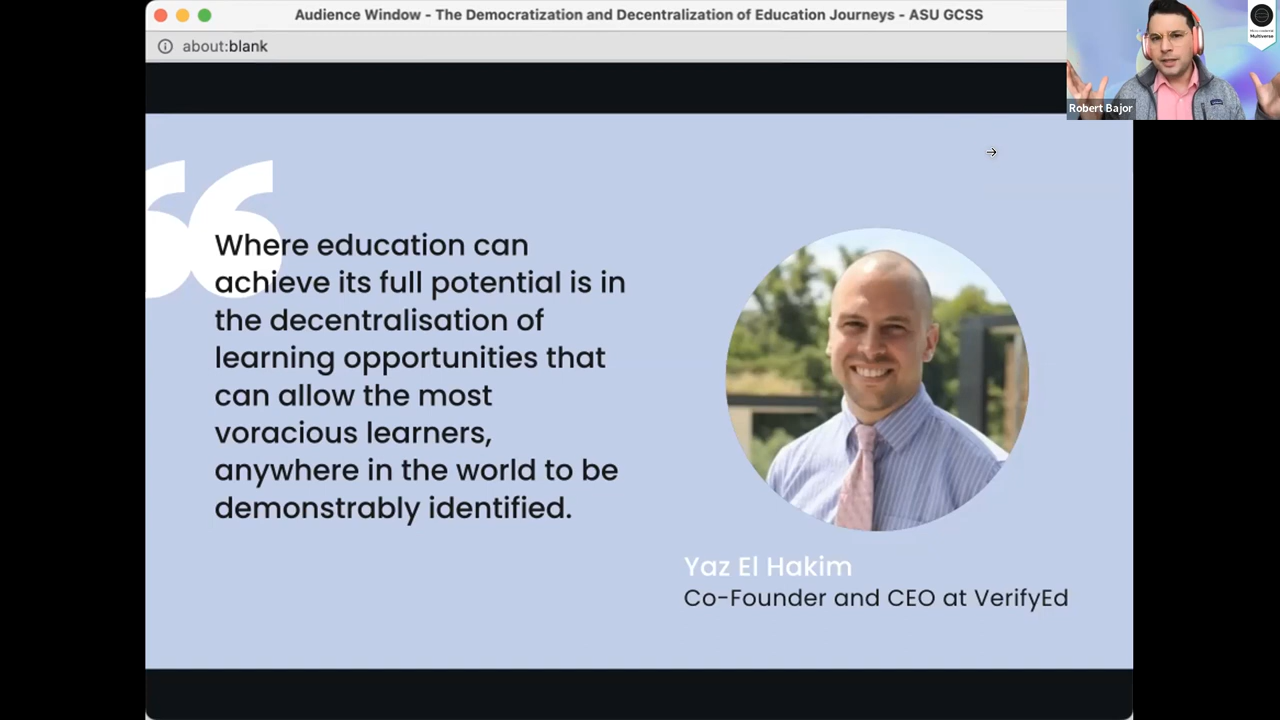 Audience Window - The Democratization and Decentralization of Education Journeys - ASU GCSS
about:blank
Robert Bajor
Multiverse
Where education can
achieve its full potential is in
the decentralisation of
learning opportunities that
can allow the most
voracious learners,
anywhere in the world to be
demonstrably identified.
Yaz El Hakim
Co-Founder and CEO at VerifyEd